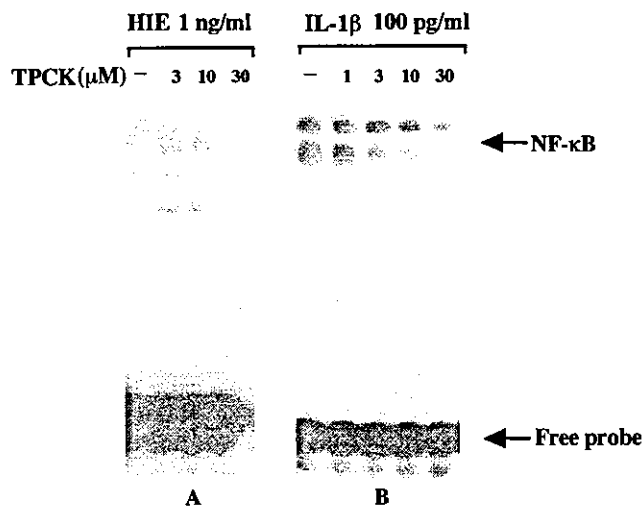 HIE 1 ng/ml IL-1β 100 pg/ml
TPCK(μM) – 3 10 30 – 1 3 10 30
NF-κB
Free probe
A B